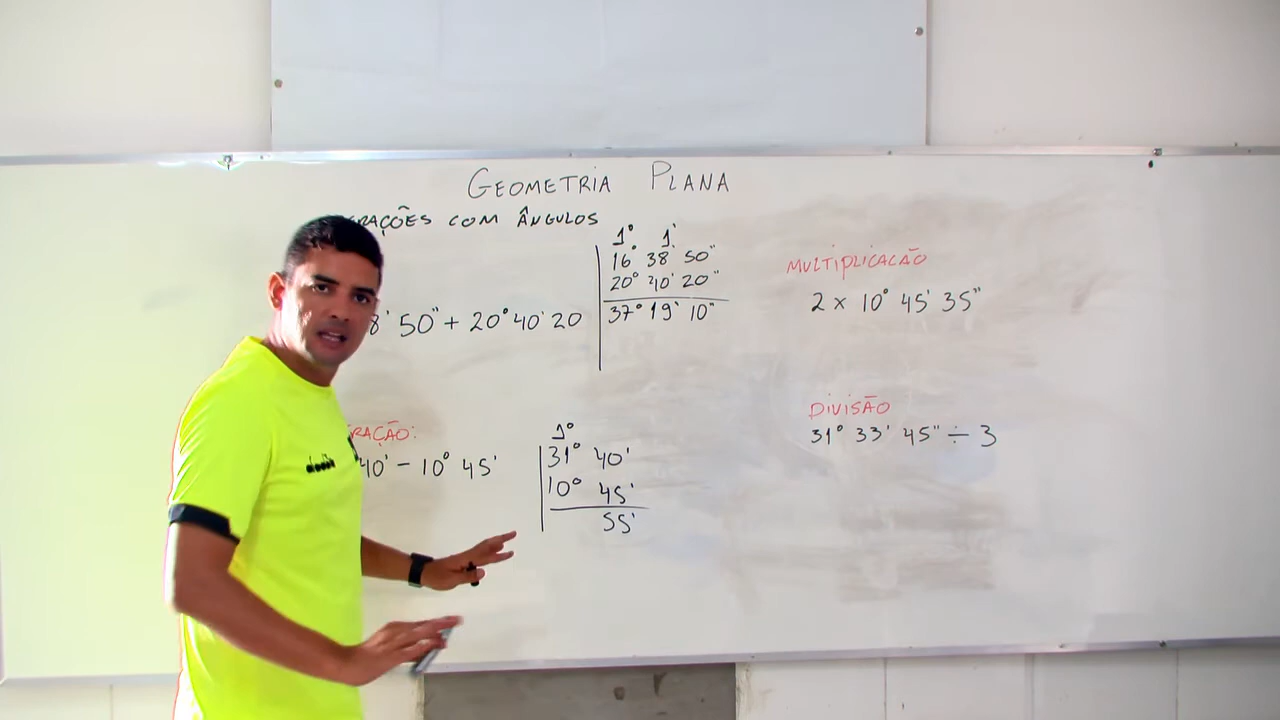 GEOMETRIA PLANA
RAÇÕES COM ÂNGULOS
8' 50" + 20° 40' 20
1° 1'
16° 38' 50"
20° 40' 20"
37° 19' 10"
RAÇÃO:
40' - 10° 45'
1°
31° 40'
10° 45'
55'
MULTIPLICACÃO
2 x 10° 45' 35"
DIVISÃO
31° 33' 45" ÷ 3
diadora